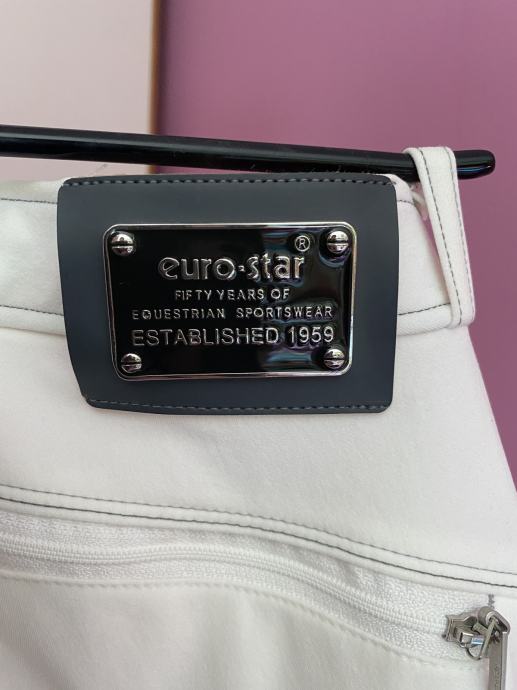 euro-star®
FIFTY YEARS OF
EQUESTRIAN SPORTSWEAR
ESTABLISHED 1959